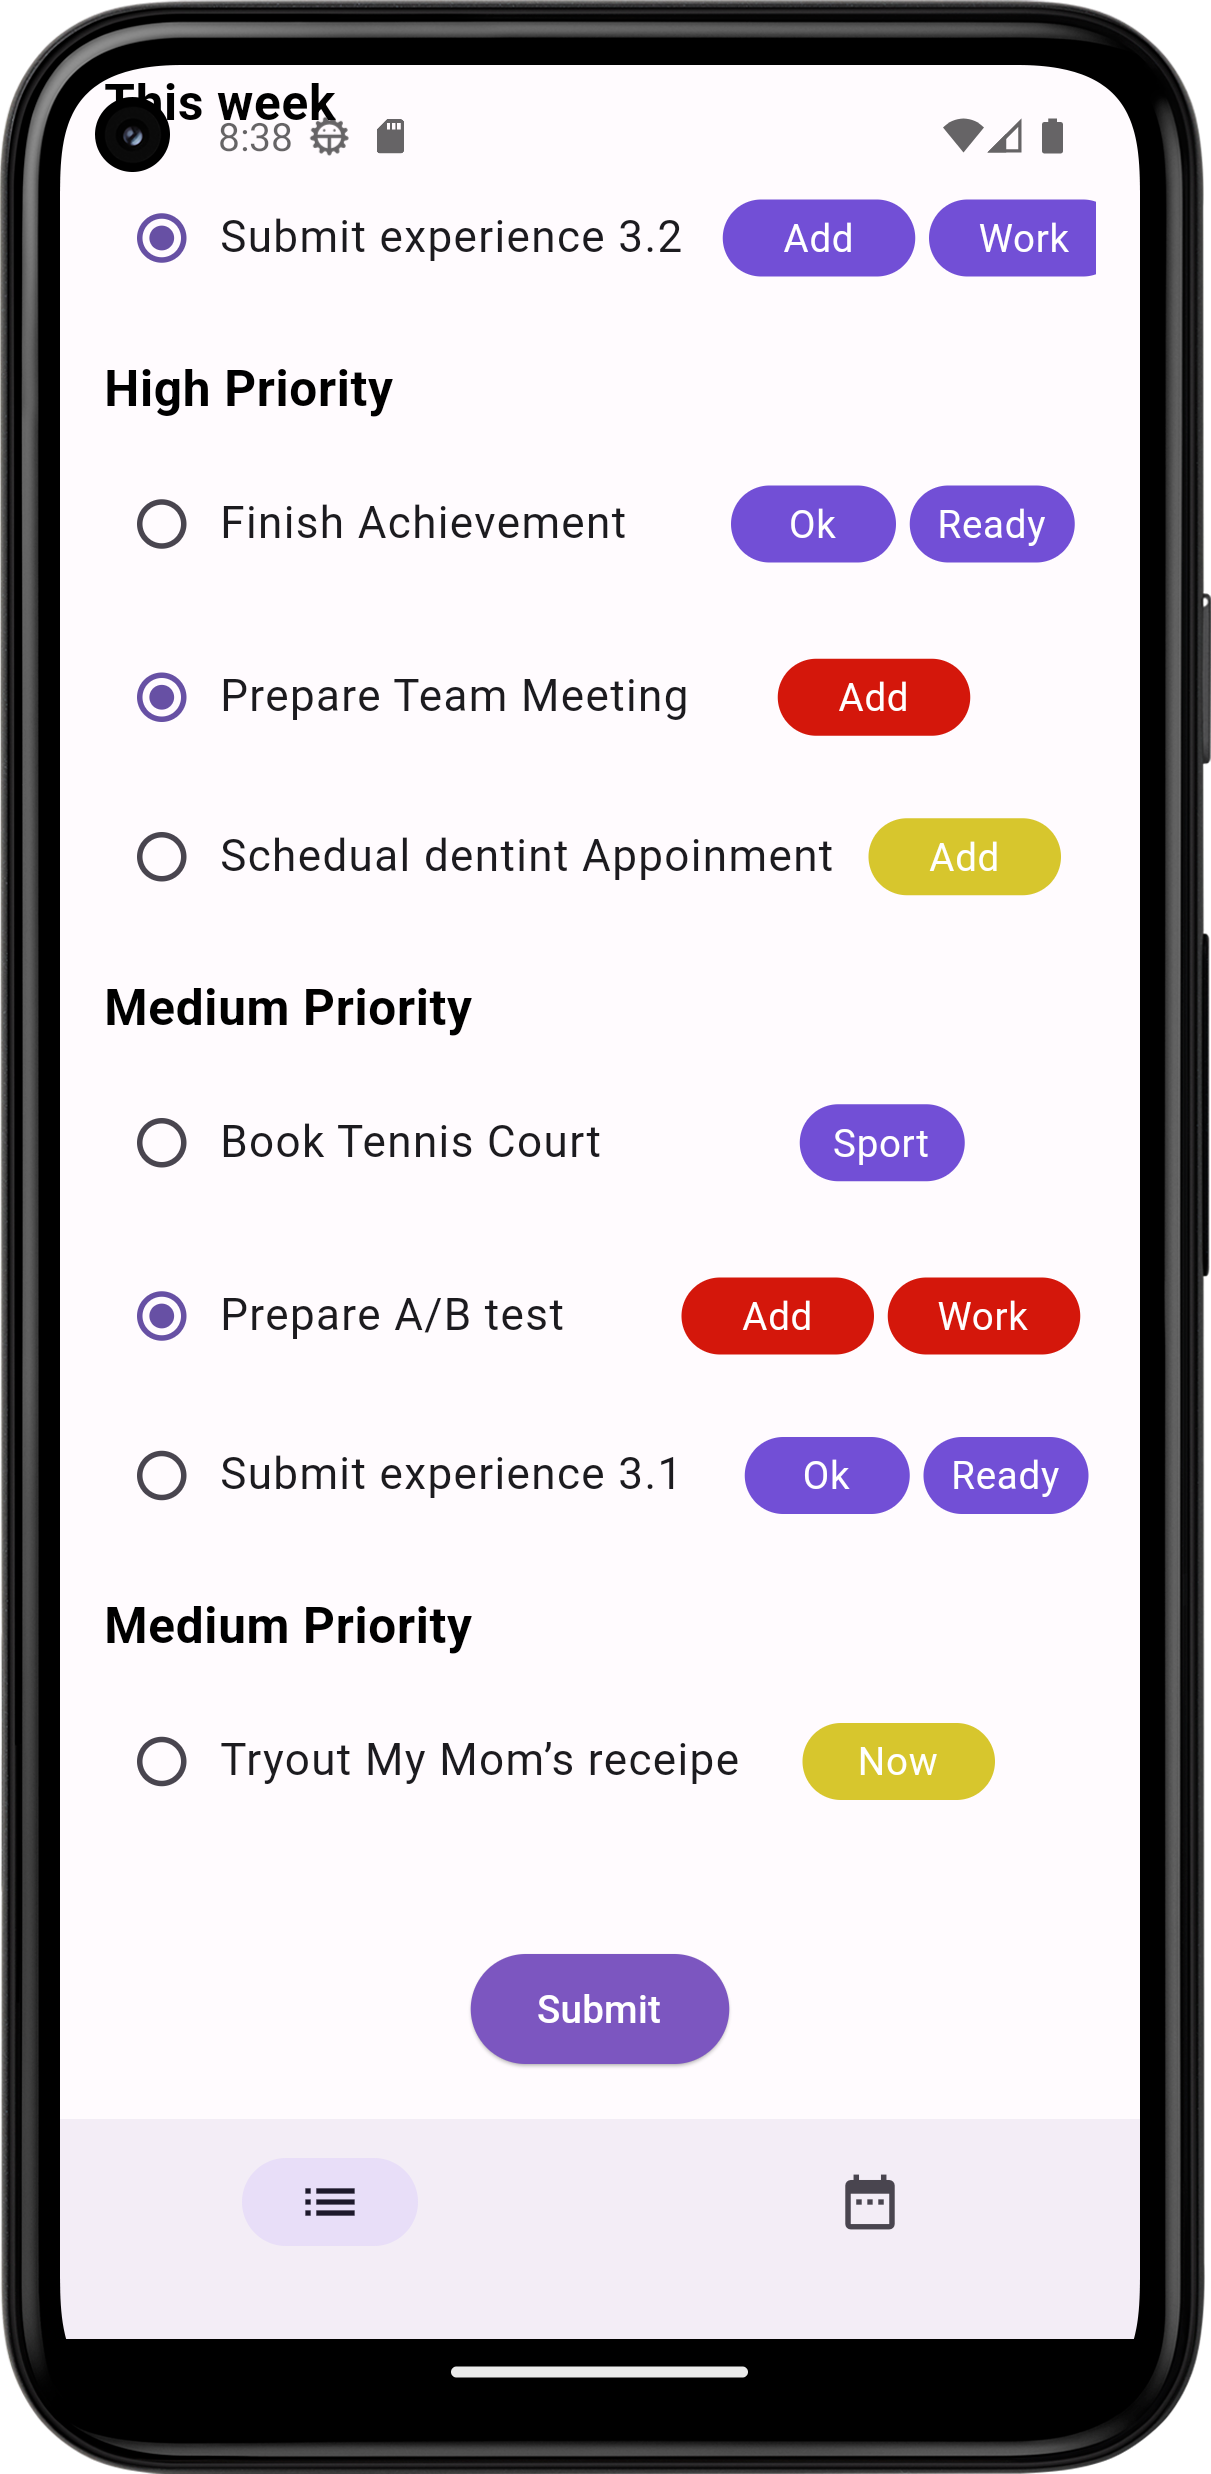 This week
8:38
Submit experience 3.2 Add Work
High Priority
Finish Achievement Ok Ready
Prepare Team Meeting Add
Schedual dentint Appoinment Add
Medium Priority
Book Tennis Court Sport
Prepare A/B test Add Work
Submit experience 3.1 Ok Ready
Medium Priority
Tryout My Mom’s receipe Now
Submit